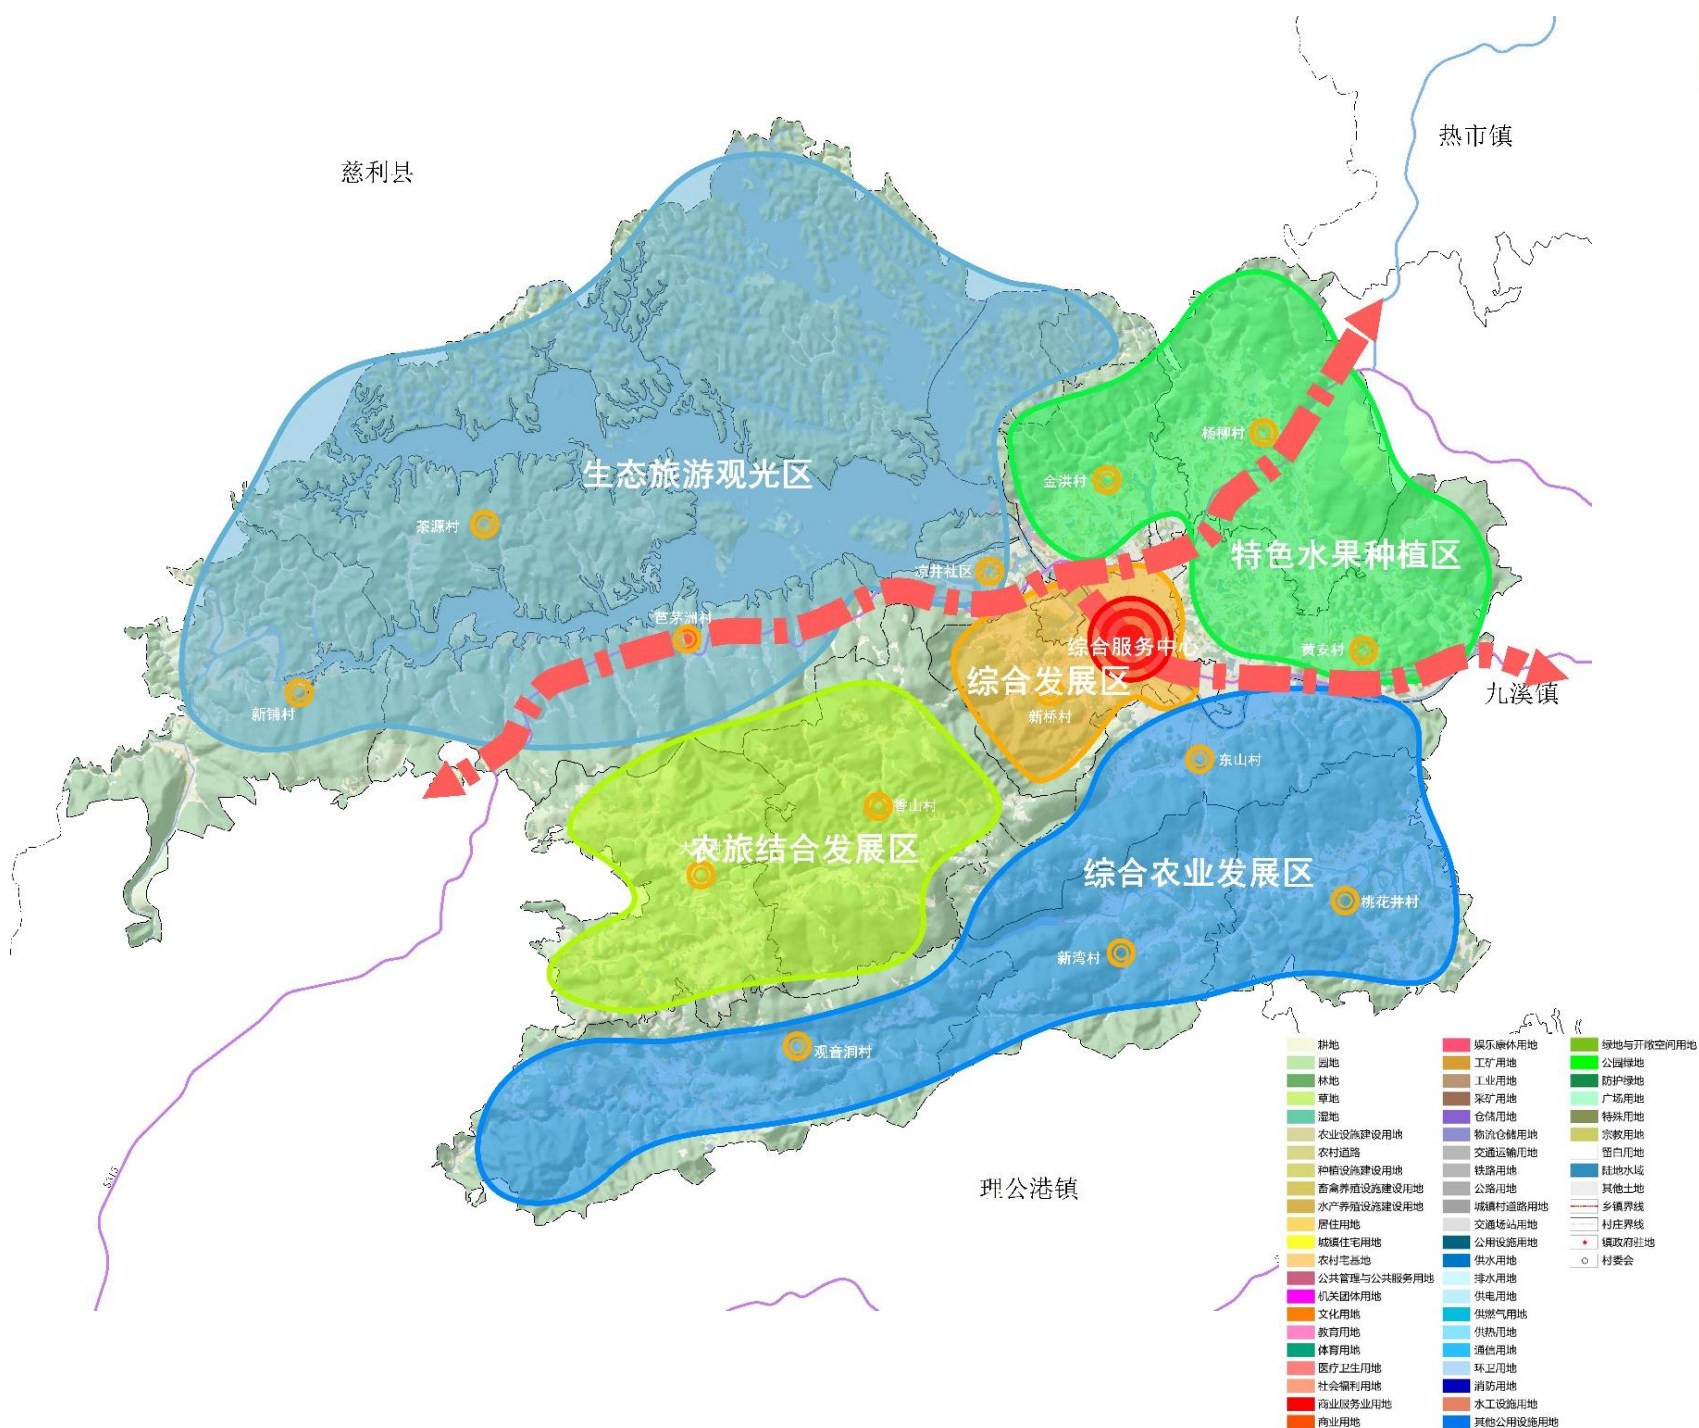 热市镇
慈利县
杨柳村
生态旅游观光区
金洪村
茶源村
特色水果种植区
凉井社区
芭茅洲村
综合服务中心
黄安村
综合发展区
九溪镇
新铺村
新桥村
东山村
香山村
农旅结合发展区
综合农业发展区
桃花井村
新湾村
观音洞村
理公港镇
S315
耕地
园地
林地
草地
湿地
农业设施建设用地
农村道路
种植设施建设用地
畜禽养殖设施建设用地
水产养殖设施建设用地
居住用地
城镇住宅用地
农村宅基地
公共管理与公共服务用地
机关团体用地
文化用地
教育用地
体育用地
医疗卫生用地
社会福利用地
商业服务业用地
商业用地
娱乐康体用地
工矿用地
工业用地
采矿用地
仓储用地
物流仓储用地
交通运输用地
铁路用地
公路用地
城镇村道路用地
交通场站用地
公用设施用地
供水用地
排水用地
供电用地
供燃气用地
供热用地
通信用地
环卫用地
消防用地
水工设施用地
其他公用设施用地
绿地与开敞空间用地
公园绿地
防护绿地
广场用地
特殊用地
宗教用地
留白用地
陆地水域
其他土地
乡镇界线
村庄界线
镇政府驻地
村委会